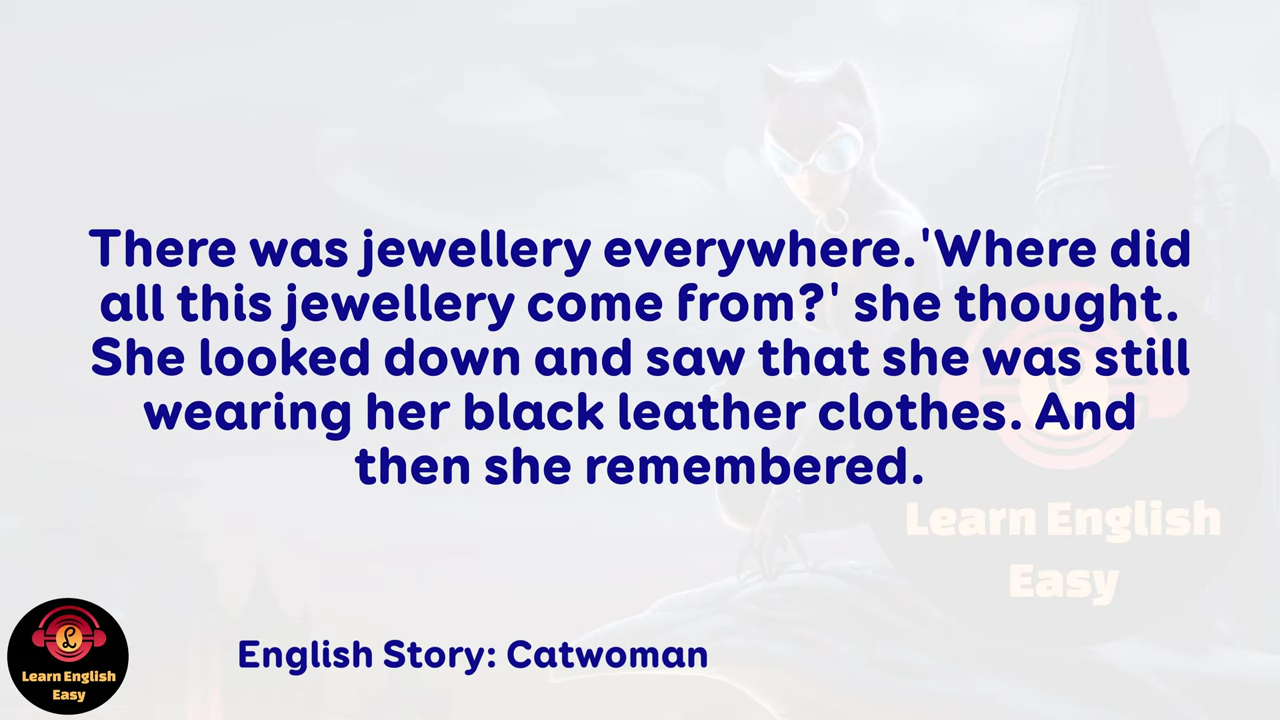 There was jewellery everywhere. 'Where did
all this jewellery come from?' she thought.
She looked down and saw that she was still
wearing her black leather clothes. And
then she remembered.
Learn English
Easy
English Story: Catwoman
L
Learn English
Easy